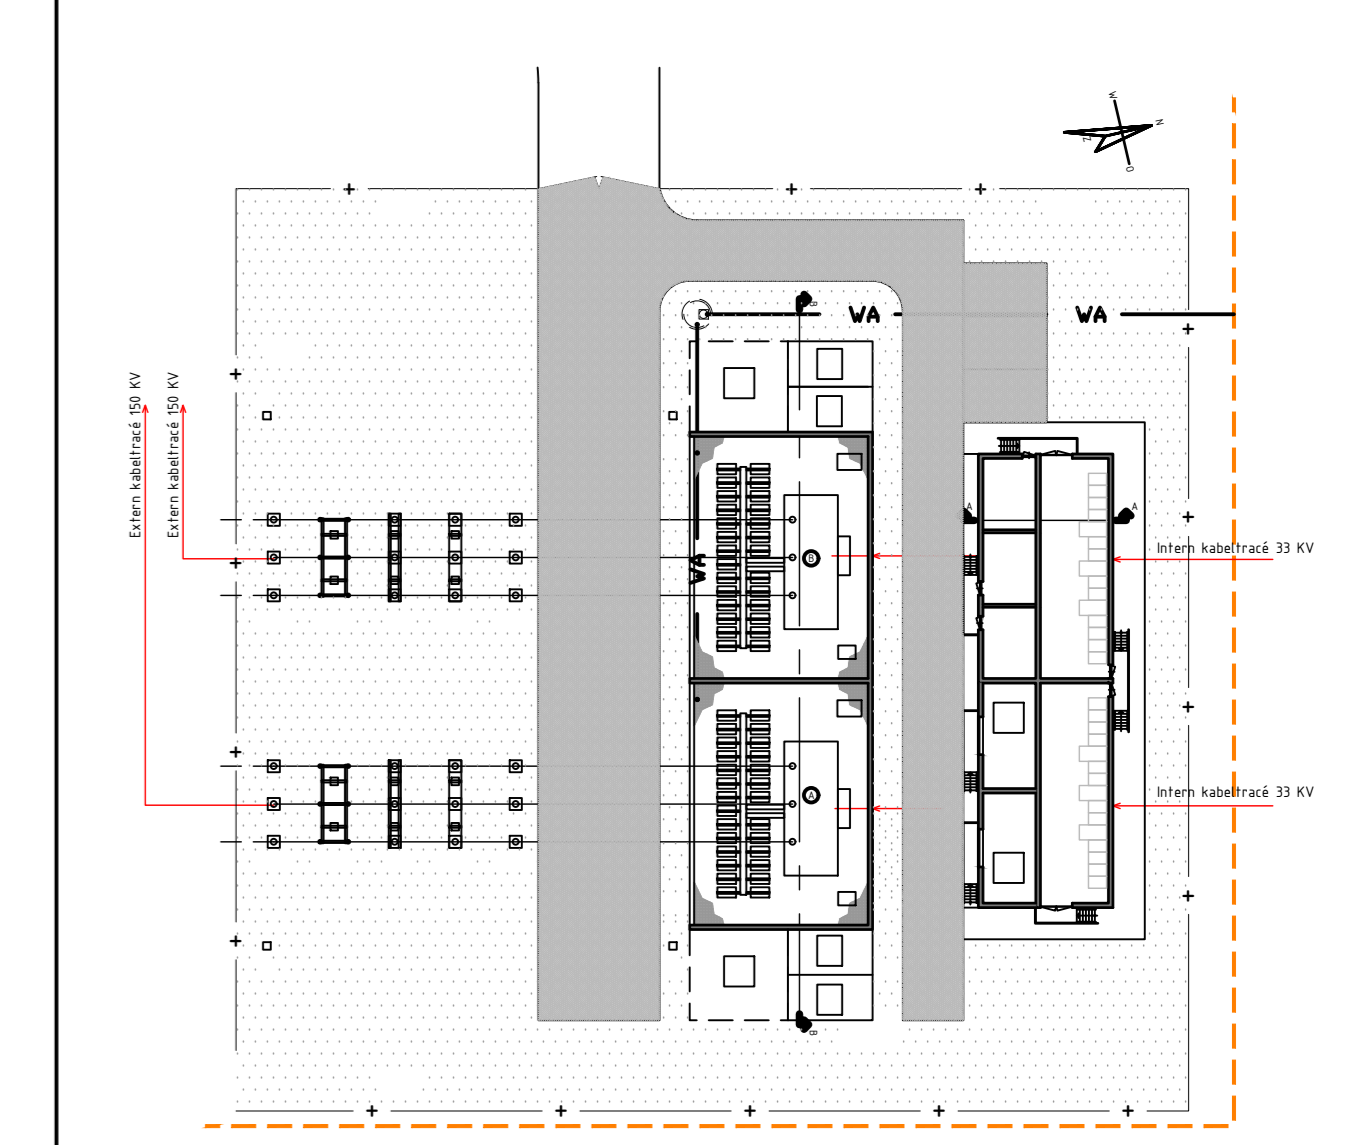 W
N
Z
O
B
WA
WA
Extern kabeltracé 150 KV
Extern kabeltracé 150 KV
A
A
Intern kabeltracé 33 KV
WA
B
A
Intern kabeltracé 33 KV
B